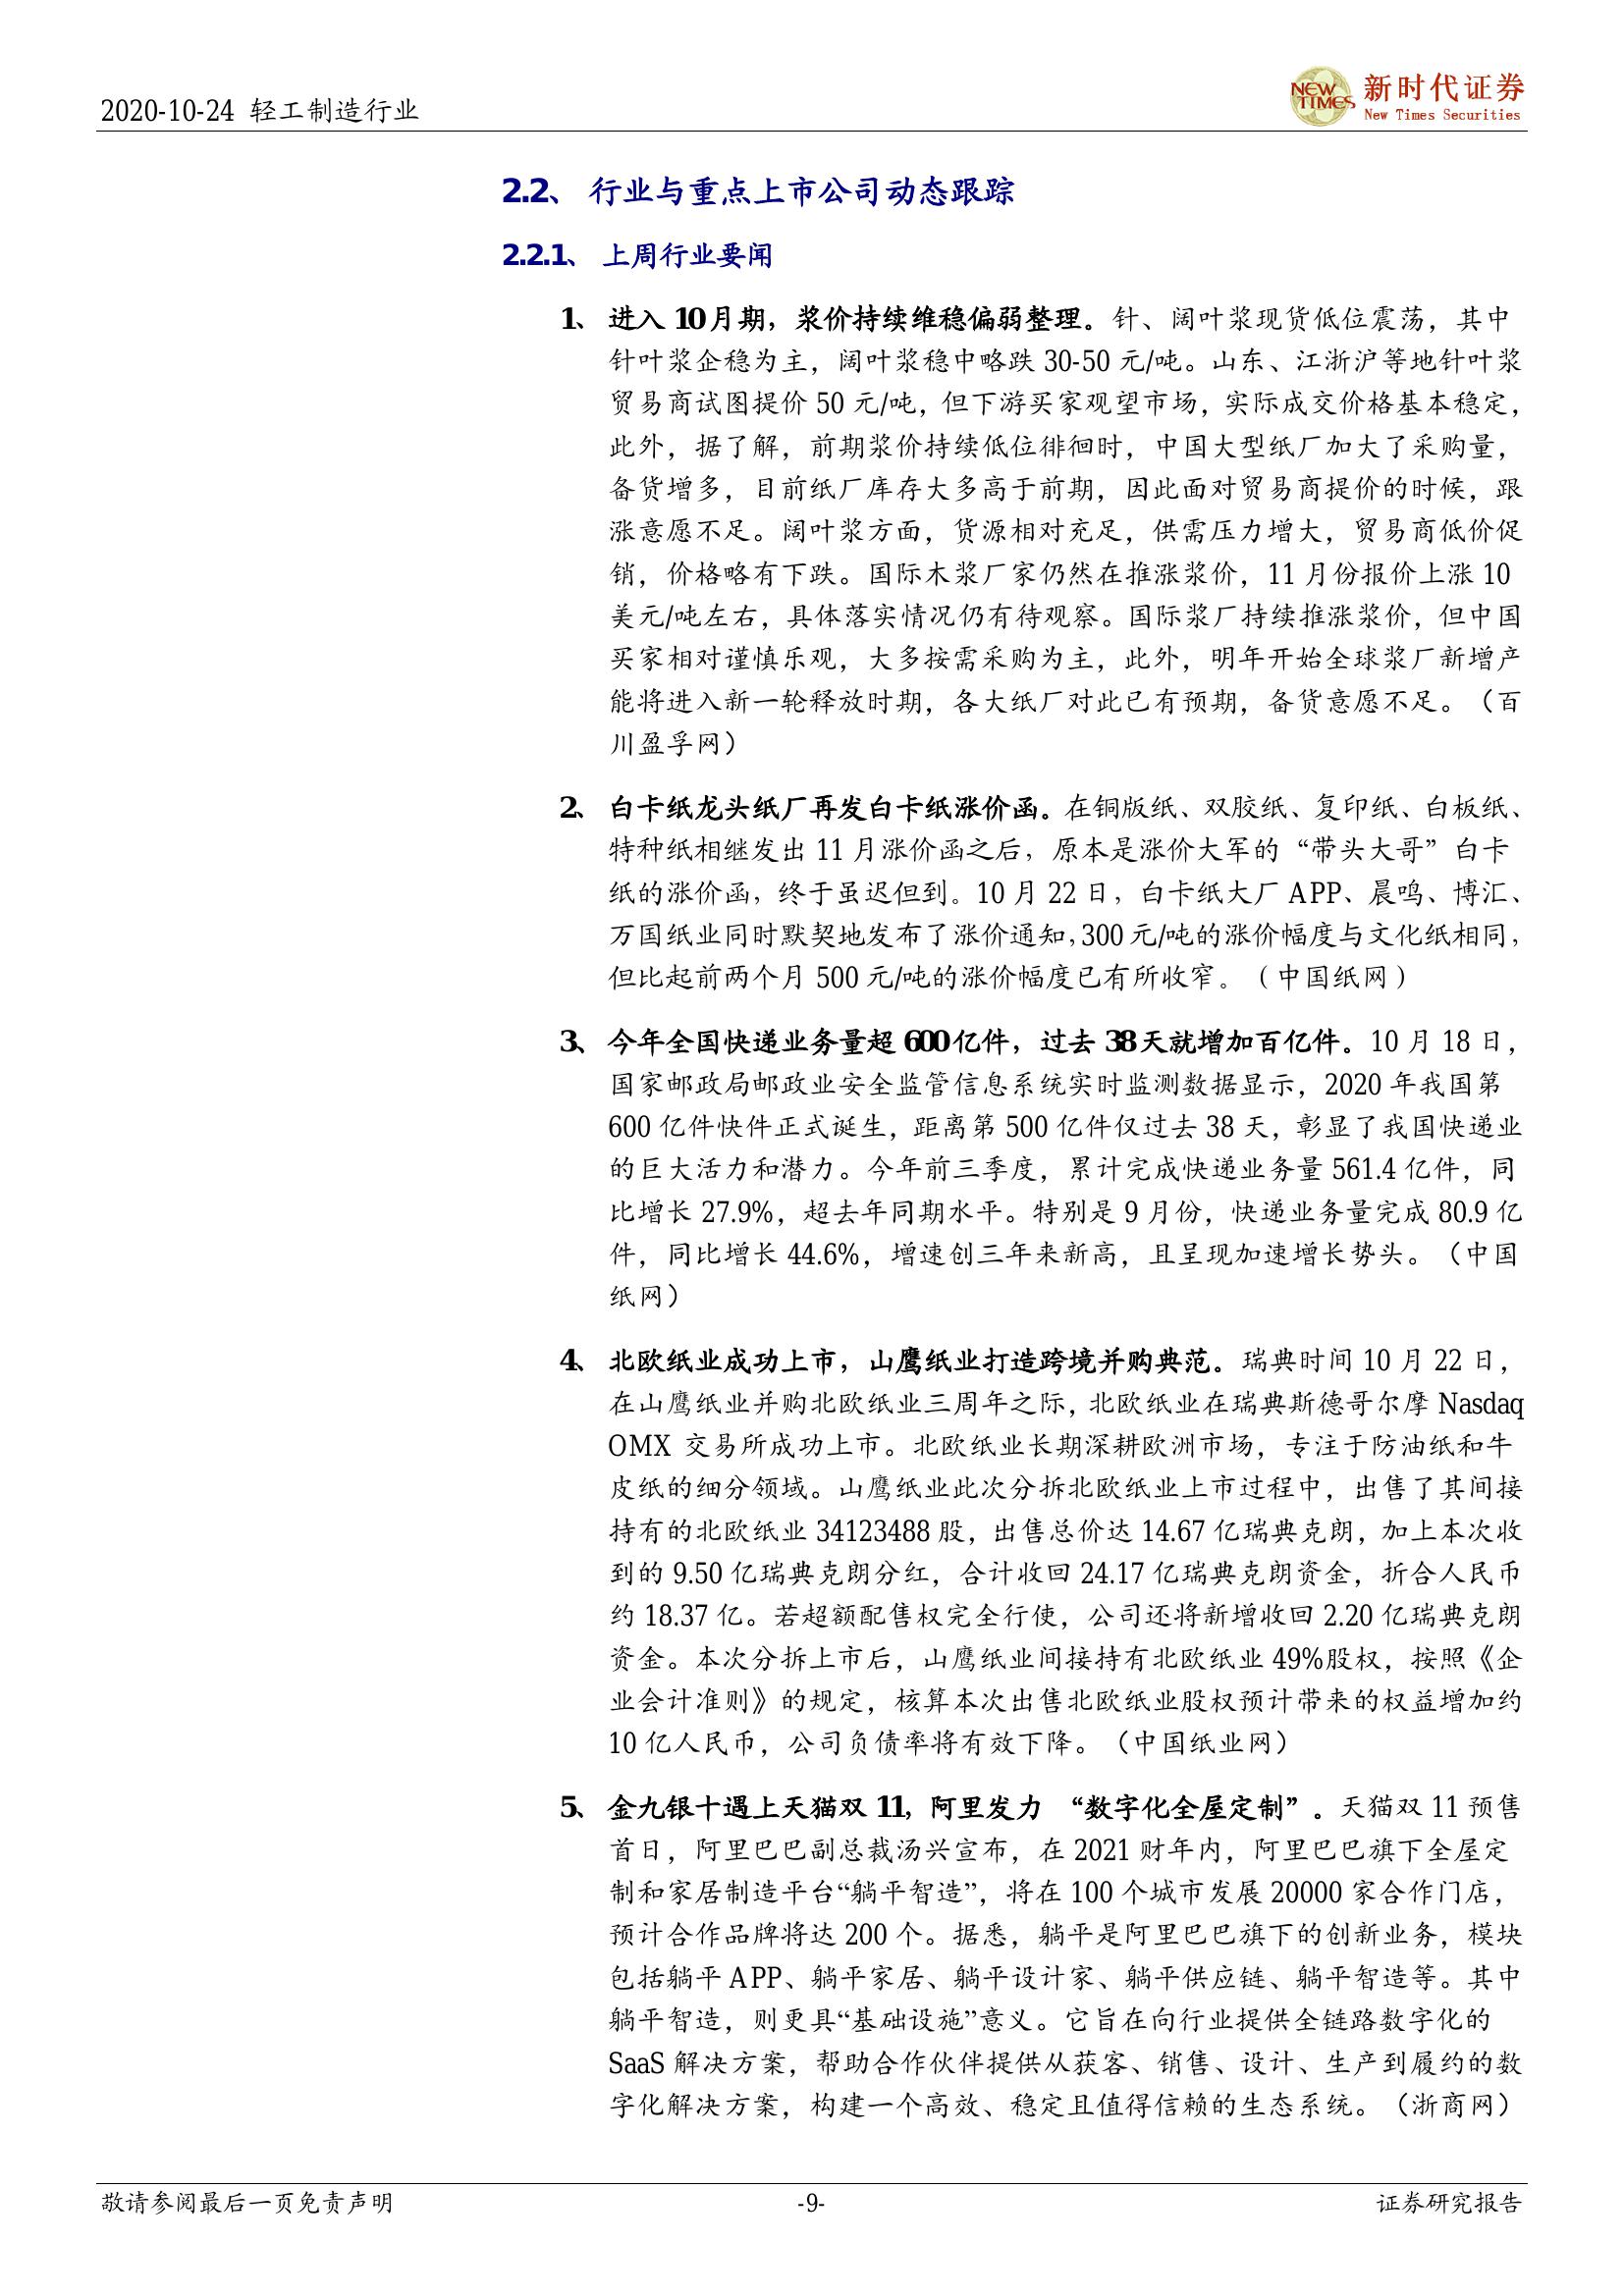 2020-10-24 轻工制造行业
NEW TIMES 新时代证券
New Times Securities
2.2、 行业与重点上市公司动态跟踪
2.2.1、 上周行业要闻
1、 进入 10 月期，浆价持续维稳偏弱整理。针、阔叶浆现货低位震荡，其中
针叶浆企稳为主，阔叶浆稳中略跌 30-50 元/吨。山东、江浙沪等地针叶浆
贸易商试图提价 50 元/吨，但下游买家观望市场，实际成交价格基本稳定，
此外，据了解，前期浆价持续低位徘徊时，中国大型纸厂加大了采购量，
备货增多，目前纸厂库存大多高于前期，因此面对贸易商提价的时候，跟
涨意愿不足。阔叶浆方面，货源相对充足，供需压力增大，贸易商低价促
销，价格略有下跌。国际木浆厂家仍然在推涨浆价，11 月份报价上涨 10
美元/吨左右，具体落实情况仍有待观察。国际浆厂持续推涨浆价，但中国
买家相对谨慎乐观，大多按需采购为主，此外，明年开始全球浆厂新增产
能将进入新一轮释放时期，各大纸厂对此已有预期，备货意愿不足。（百
川盈孚网）
2、 白卡纸龙头纸厂再发白卡纸涨价函。在铜版纸、双胶纸、复印纸、白板纸、
特种纸相继发出 11 月涨价函之后，原本是涨价大军的“带头大哥”白卡
纸的涨价函，终于虽迟但到。10 月 22 日，白卡纸大厂 APP、晨鸣、博汇、
万国纸业同时默契地发布了涨价通知，300 元/吨的涨价幅度与文化纸相同，
但比起前两个月 500 元/吨的涨价幅度已有所收窄。（中国纸网）
3、 今年全国快递业务量超 600 亿件，过去 38 天就增加百亿件。10 月 18 日，
国家邮政局邮政业安全监管信息系统实时监测数据显示，2020 年我国第
600 亿件快件正式诞生，距离第 500 亿件仅过去 38 天，彰显了我国快递业
的巨大活力和潜力。今年前三季度，累计完成快递业务量 561.4 亿件，同
比增长 27.9%，超去年同期水平。特别是 9 月份，快递业务量完成 80.9 亿
件，同比增长 44.6%，增速创三年来新高，且呈现加速增长势头。（中国
纸网）
4、 北欧纸业成功上市，山鹰纸业打造跨境并购典范。瑞典时间 10 月 22 日，
在山鹰纸业并购北欧纸业三周年之际，北欧纸业在瑞典斯德哥尔摩 Nasdaq
OMX 交易所成功上市。北欧纸业长期深耕欧洲市场，专注于防油纸和牛
皮纸的细分领域。山鹰纸业此次分拆北欧纸业上市过程中，出售了其间接
持有的北欧纸业 34123488 股，出售总价达 14.67 亿瑞典克朗，加上本次收
到的 9.50 亿瑞典克朗分红，合计收回 24.17 亿瑞典克朗资金，折合人民币
约 18.37 亿。若超额配售权完全行使，公司还将新增收回 2.20 亿瑞典克朗
资金。本次分拆上市后，山鹰纸业间接持有北欧纸业 49%股权，按照《企
业会计准则》的规定，核算本次出售北欧纸业股权预计带来的权益增加约
10 亿人民币，公司负债率将有效下降。（中国纸业网）
5、 金九银十遇上天猫双 11，阿里发力 “数字化全屋定制”。天猫双 11 预售
首日，阿里巴巴副总裁汤兴宣布，在 2021 财年内，阿里巴巴旗下全屋定
制和家居制造平台“躺平智造”，将在 100 个城市发展 20000 家合作门店，
预计合作品牌将达 200 个。据悉，躺平是阿里巴巴旗下的创新业务，模块
包括躺平 APP、躺平家居、躺平设计家、躺平供应链、躺平智造等。其中
躺平智造，则更具“基础设施”意义。它旨在向行业提供全链路数字化的
SaaS 解决方案，帮助合作伙伴提供从获客、销售、设计、生产到履约的数
字化解决方案，构建一个高效、稳定且值得信赖的生态系统。（浙商网）
敬请参阅最后一页免责声明 -9- 证券研究报告